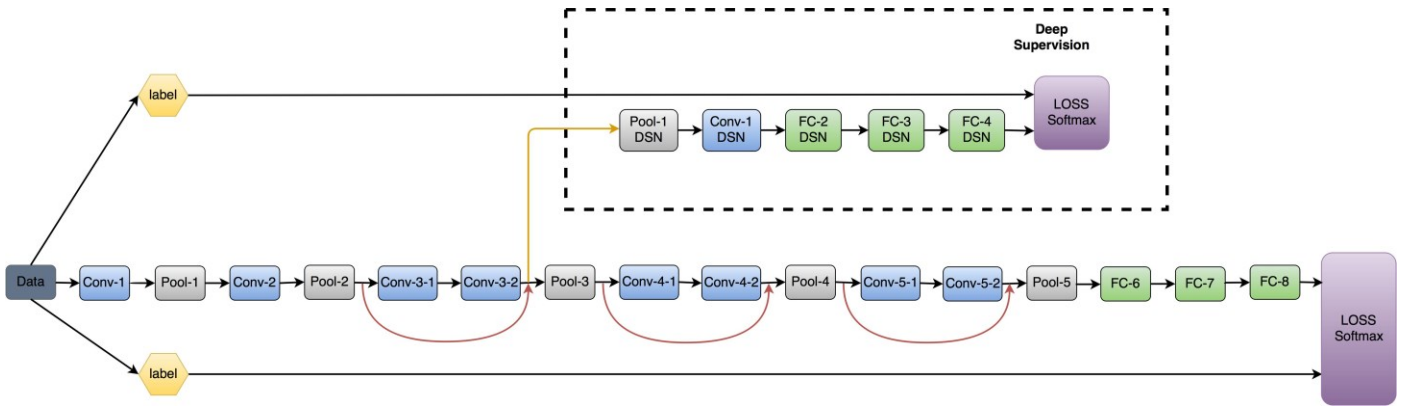 Deep
Supervision
label
LOSS
Softmax
Pool-1
DSN
Conv-1
DSN
FC-2
DSN
FC-3
DSN
FC-4
DSN
Data
Conv-1
Pool-1
Conv-2
Pool-2
Conv-3-1
Conv-3-2
Pool-3
Conv-4-1
Conv-4-2
Pool-4
Conv-5-1
Conv-5-2
Pool-5
FC-6
FC-7
FC-8
LOSS
Softmax
label